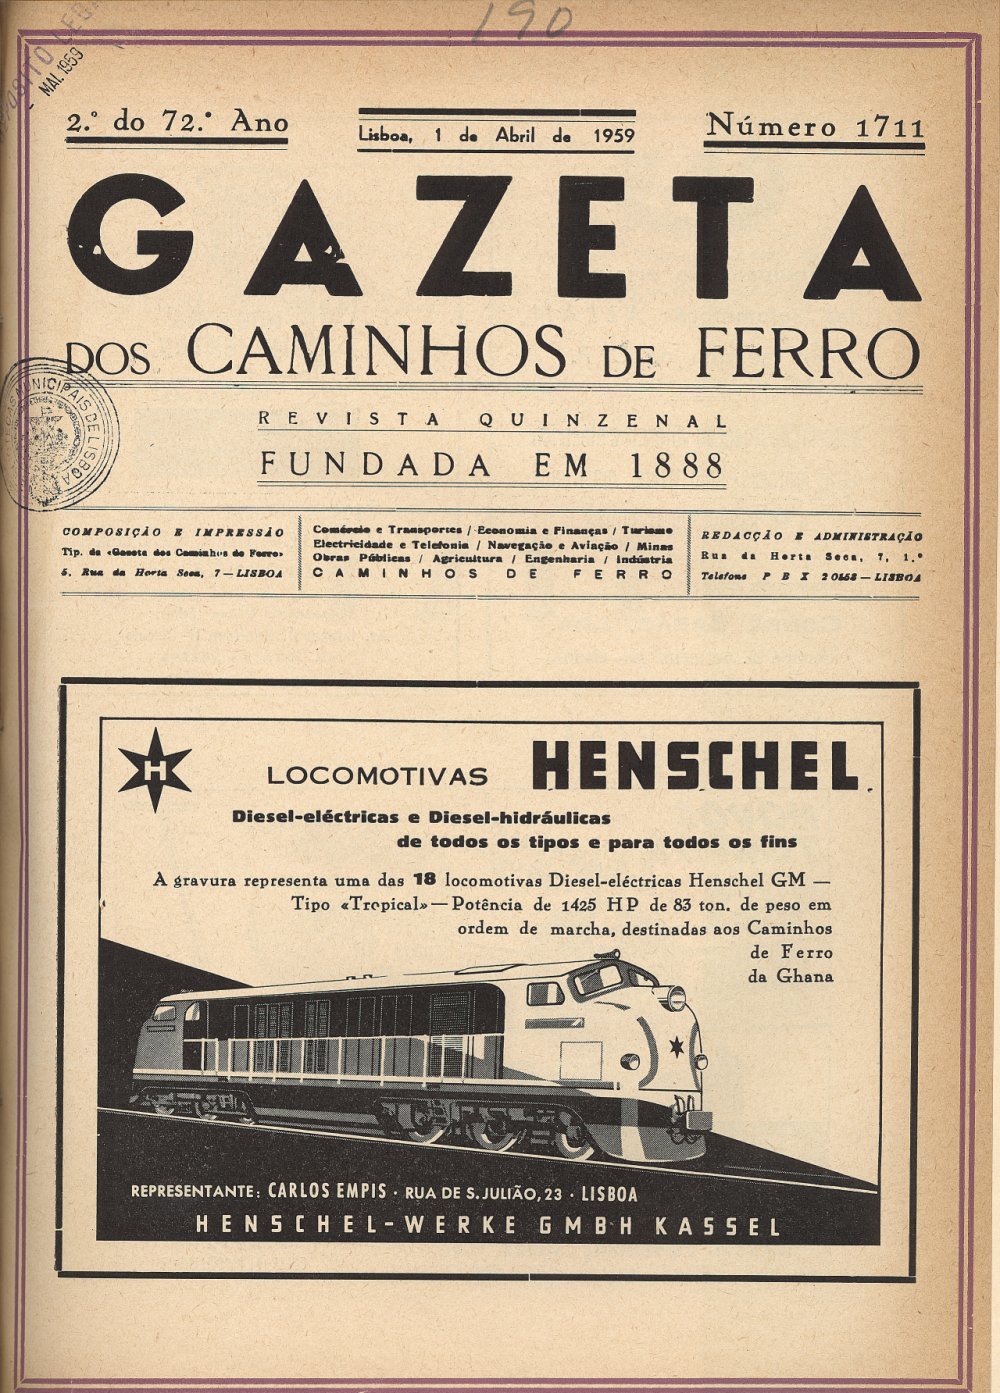 190
MAI. 1959
2.º do 72.º Ano
Lisboa, 1 de Abril de 1959
Número 1711
GAZETA
DOS CAMINHOS DE FERRO
MUNICIPAIS DE LISBOA
REVISTA QUINZENAL
FUNDADA EM 1888
COMPOSIÇÃO E IMPRESSÃO
Tip. da «Gazeta dos Caminhos de Ferro»
5, Rua da Horta Seca, 7 — LISBOA
Comércio e Transportes / Economia e Finanças / Turismo
Electricidade e Telefonia / Navegação e Aviação / Minas
Obras Públicas / Agricultura / Engenharia / Indústria
CAMINHOS DE FERRO
REDACÇÃO E ADMINISTRAÇÃO
Rua da Horta Seca, 7, 1.º
Telefone P B X 20158 — LISBOA
H
LOCOMOTIVAS HENSCHEL
Diesel-eléctricas e Diesel-hidráulicas
de todos os tipos e para todos os fins
A gravura representa uma das 18 locomotivas Diesel-eléctricas Henschel GM —
Tipo «Tropical» — Potência de 1425 HP de 83 ton. de peso em
ordem de marcha, destinadas aos Caminhos
de Ferro
da Ghana
REPRESENTANTE: CARLOS EMPIS · RUA DE S. JULIÃO, 23 · LISBOA
HENSCHEL-WERKE GMBH KASSEL